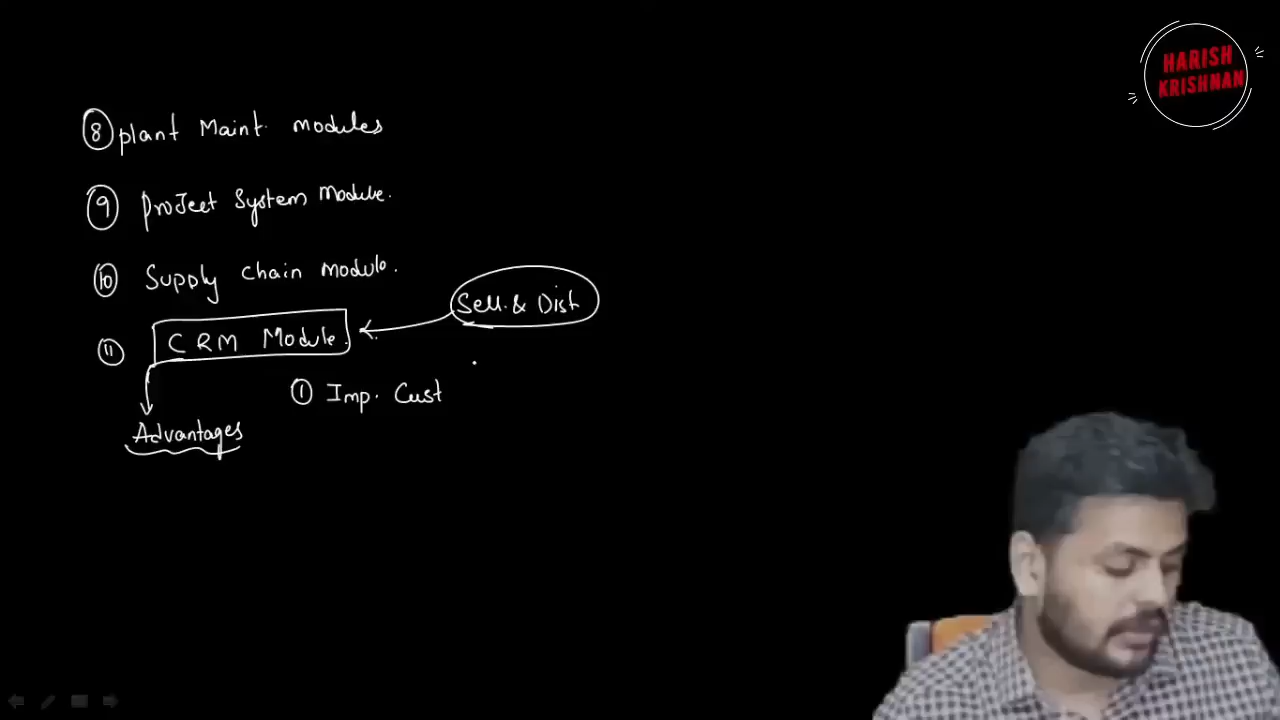 HARISH
KRISHNAN
8 plant Maint. modules
9 ProJect System Module.
10 Supply Chain Module.
Sell. & Dist
11 CRM Module.
1 Imp. Cust
Advantages